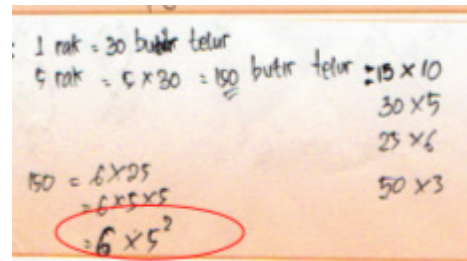 : 1 rak = 30 butir telur
5 rak = 5 x 30 = 150 butir telur = 15 x 10
30 x 5
25 x 6
50 x 3
150 = 6 x 25
= 6 x 5 x 5
= 6 x 5²